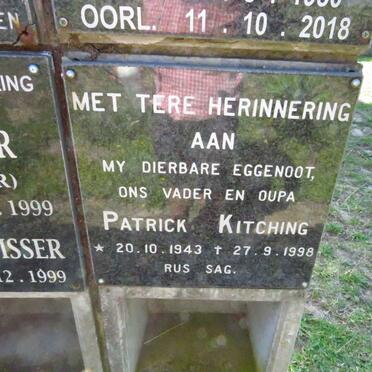 OORL. 11.10.2018
MET TERE HERINNERING
AAN
MY DIERBARE EGGENOOT,
ONS VADER EN OUPA
PATRICK KITCHING
* 20.10.1943 † 27.9.1998
RUS SAG.
1999
ISSER
12.1999